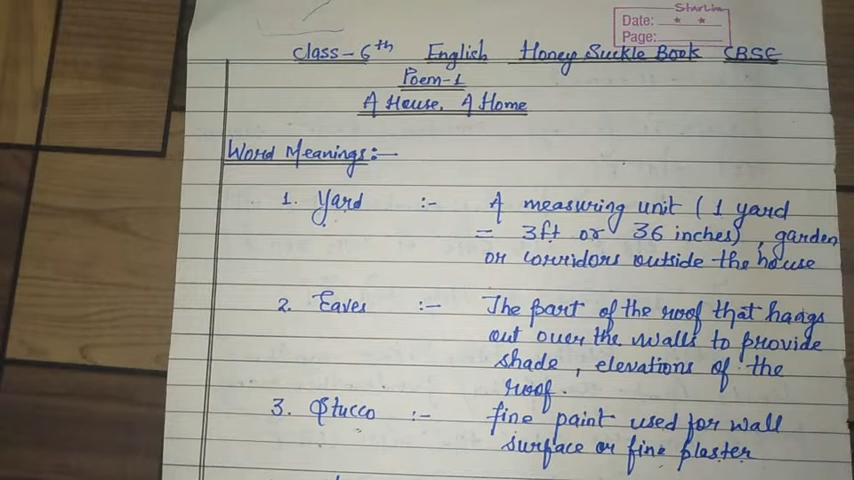 StarLine
Date: * *
Page:
Class-6th English Honey Suckle Book CBSE
Poem-1
A House, A Home
Word Meanings:-
1. Yard :- A measuring unit (1 yard
= 3ft or 36 inches), garden
or corridors outside the house
2. Eaves :- The part of the roof that hangs
out over the walls to provide
shade, elevations of the
roof.
3. Stucco :- fine paint used for wall
surface or fine plaster